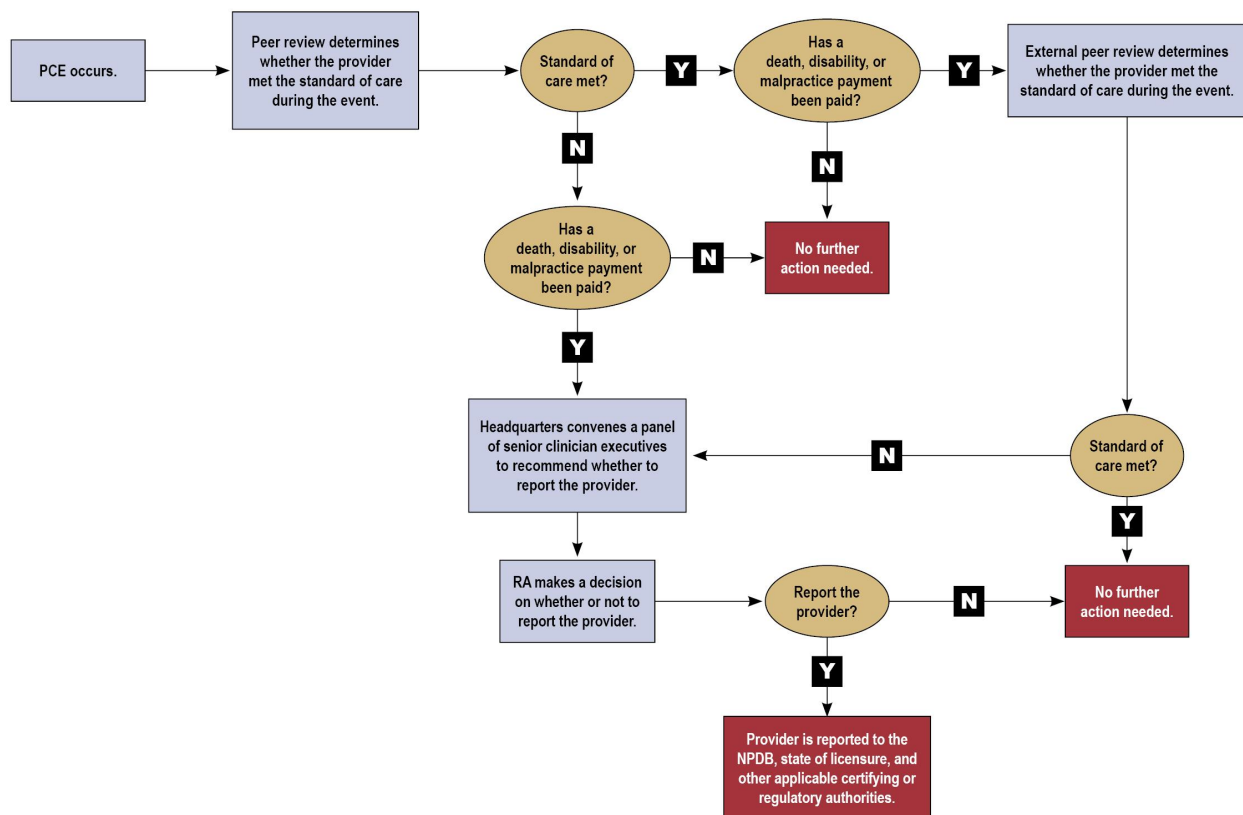 PCE occurs.
Peer review determines
whether the provider
met the standard of care
during the event.
Standard of
care met?
Y
Has a
death, disability, or
malpractice payment
been paid?
Y
External peer review determines
whether the provider met the
standard of care during the event.
N
N
Has a
death, disability, or
malpractice payment
been paid?
N
No further
action needed.
Y
Headquarters convenes a panel
of senior clinician executives
to recommend whether to
report the provider.
N
Standard of
care met?
Y
RA makes a decision
on whether or not to
report the provider.
Report the
provider?
N
No further
action needed.
Y
Provider is reported to the
NPDB, state of licensure, and
other applicable certifying or
regulatory authorities.